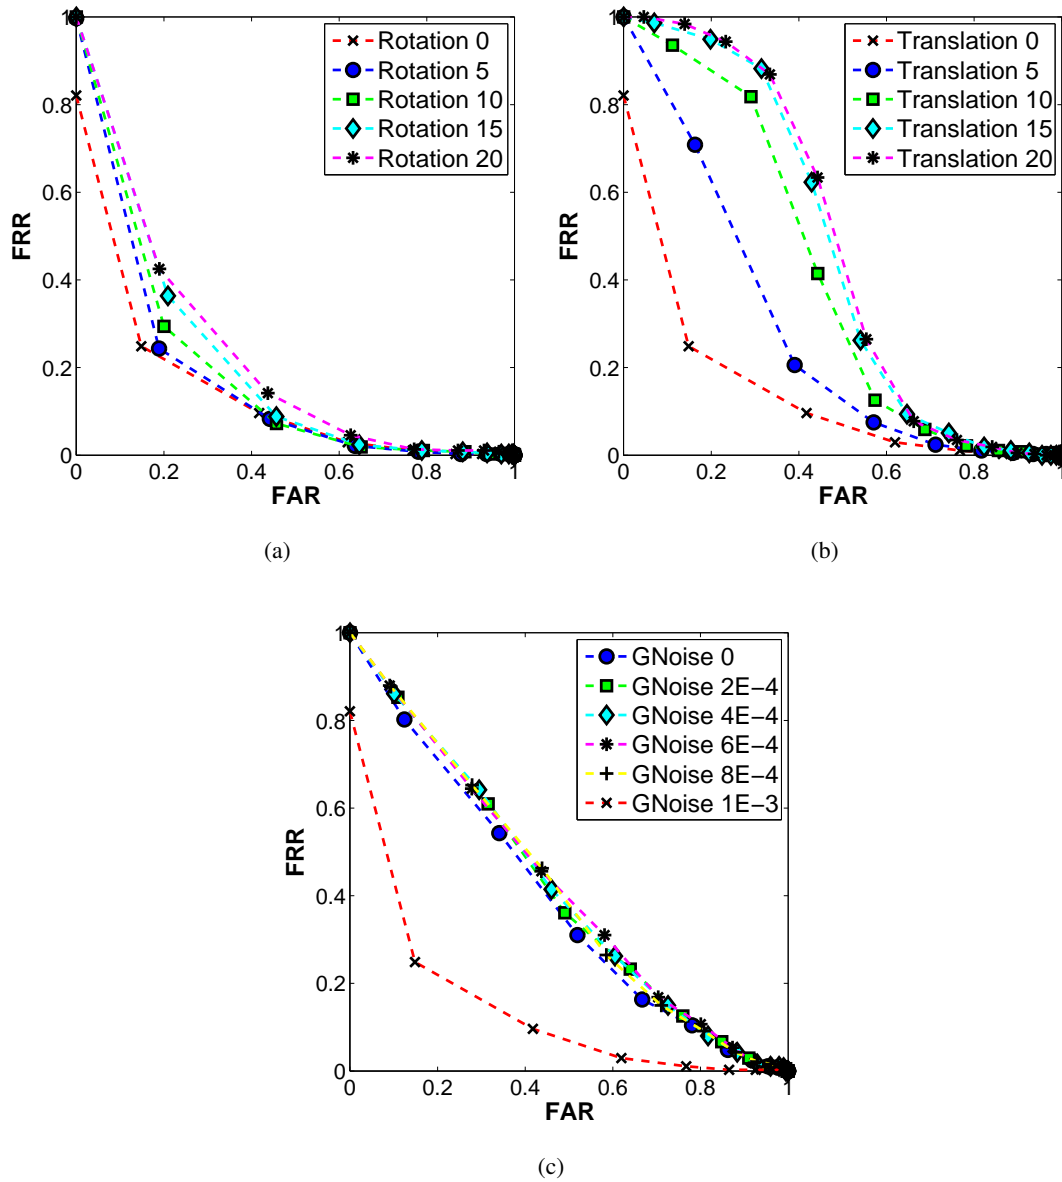 1
0.8
0.6
0.4
0.2
0
0 0.2 0.4 0.6 0.8 1
FRR
FAR
Rotation 0
Rotation 5
Rotation 10
Rotation 15
Rotation 20
(a)
1
0.8
0.6
0.4
0.2
0
0 0.2 0.4 0.6 0.8 1
FRR
FAR
Translation 0
Translation 5
Translation 10
Translation 15
Translation 20
(b)
1
0.8
0.6
0.4
0.2
0
0 0.2 0.4 0.6 0.8 1
FRR
FAR
GNoise 0
GNoise 2E-4
GNoise 4E-4
GNoise 6E-4
GNoise 8E-4
GNoise 1E-3
(c)